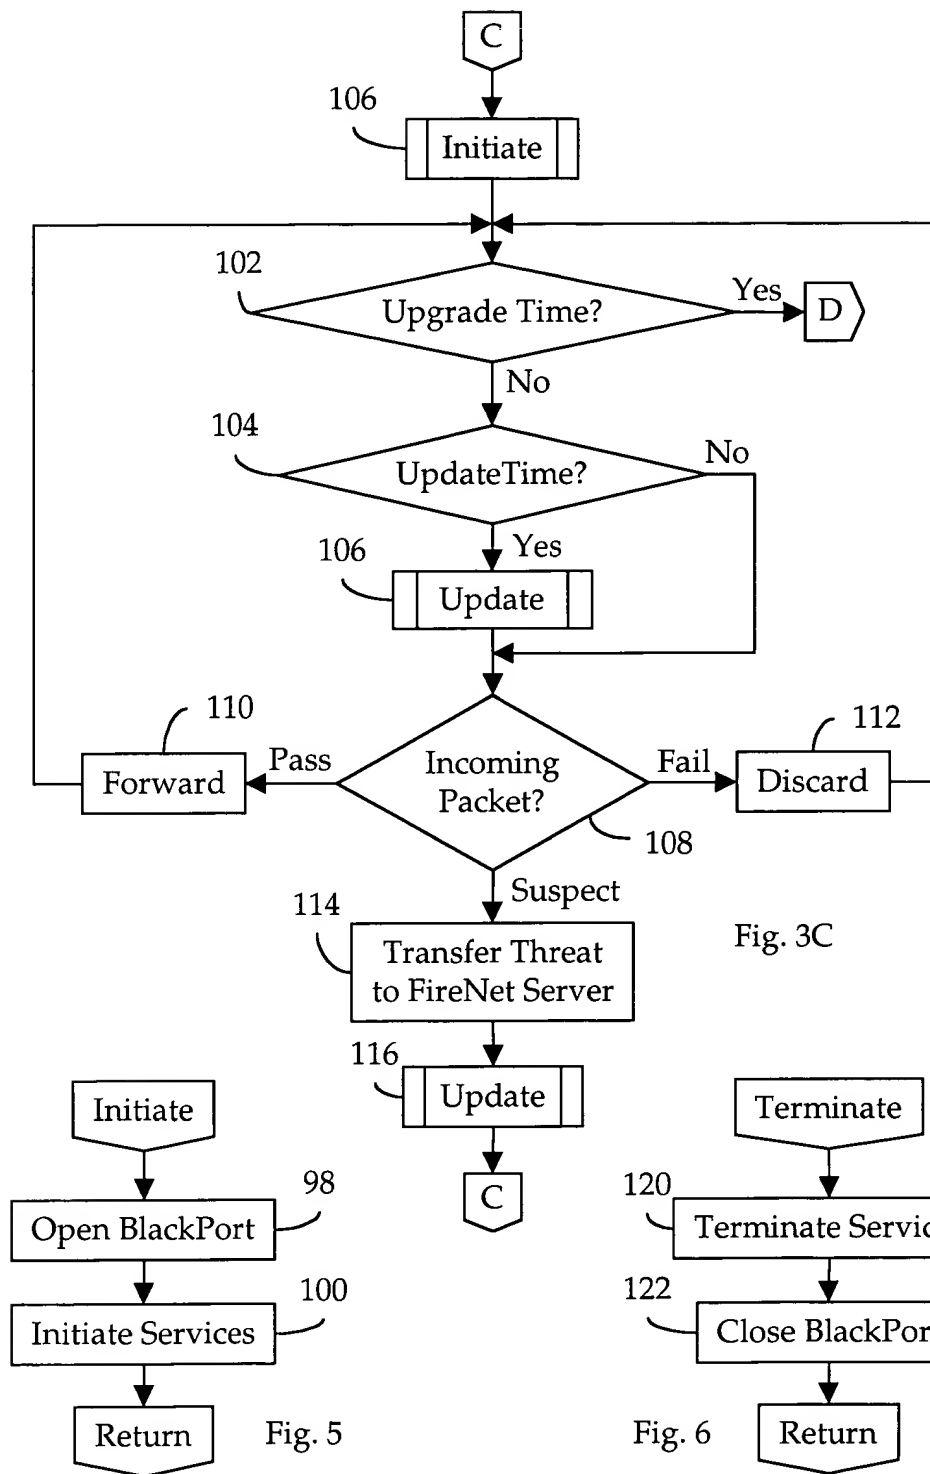 C
106
Initiate
102
Upgrade Time?
Yes
D
No
104
UpdateTime?
No
106
Yes
Update
110
112
Pass
Incoming
Packet?
Fail
Forward
Discard
108
Suspect
114
Transfer Threat
to FireNet Server
Fig. 3C
116
Update
C
Initiate
98
Open BlackPort
100
Initiate Services
Return
Fig. 5
Terminate
120
Terminate Servic
122
Close BlackPor
Return
Fig. 6